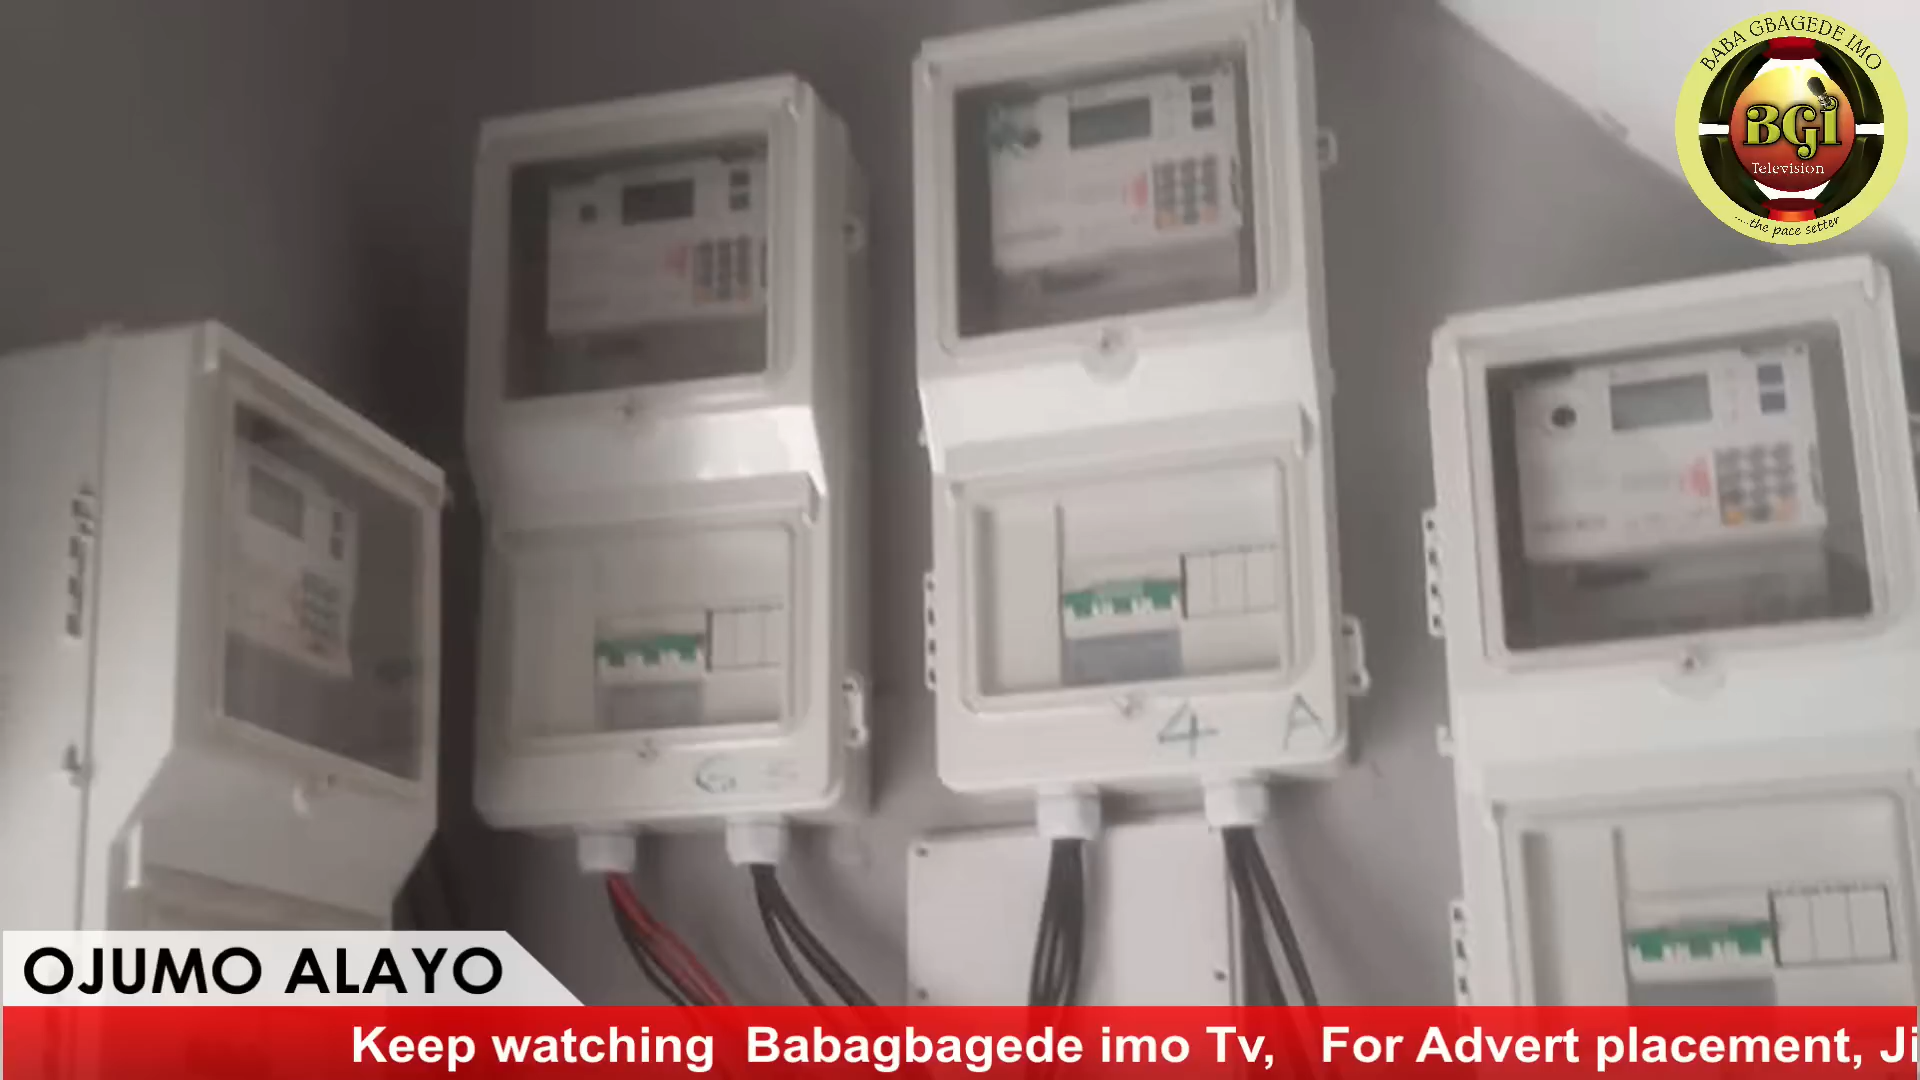 BABA GBAGEDE IMO
BGI
Television
.....the pace setter
4 A
OJUMO ALAYO
Keep watching Babagbagede imo Tv, For Advert placement, Ji